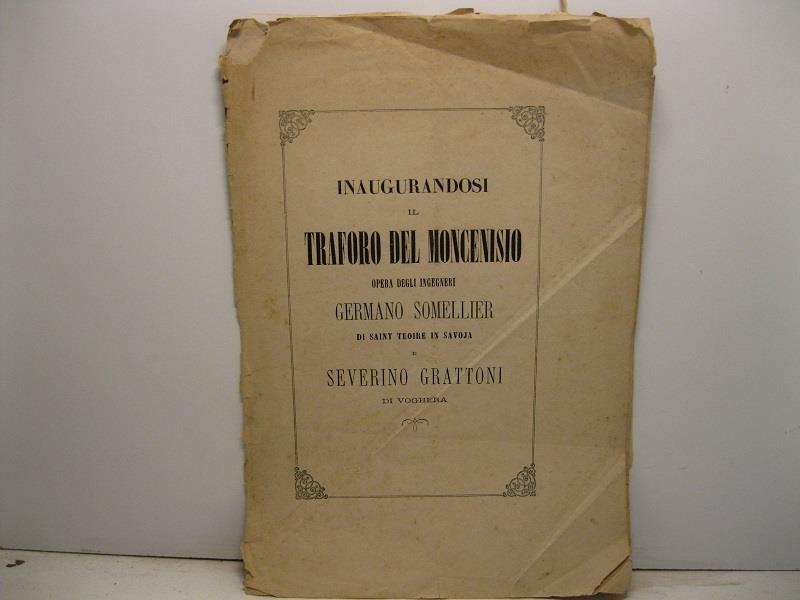 INAUGURANDOSI
IL
TRAFORO DEL MONCENISIO
OPERA DEGLI INGEGNERI
GERMANO SOMELLIER
DI SAINT TEOIRE IN SAVOJA
E
SEVERINO GRATTONI
DI VOGHERA